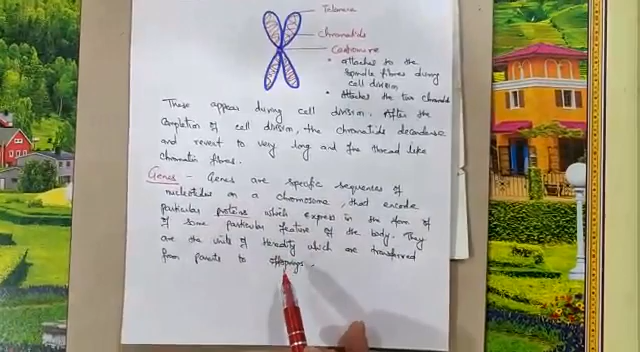 Telomere
Chromatids
Centromere
• attaches to the
spindle fibres during
cell division
• Attaches the two chromatids
These appear during cell division. After the
completion of cell division, the chromatids decondense
and revert to very long and fine thread like
chromatin fibres.
Genes - Genes are specific sequences of
nucleotides on a chromosome, that encode
particular proteins which express in the form of
some particular feature of the body. They
are the units of heredity which are transferred
from parents to offsprings.